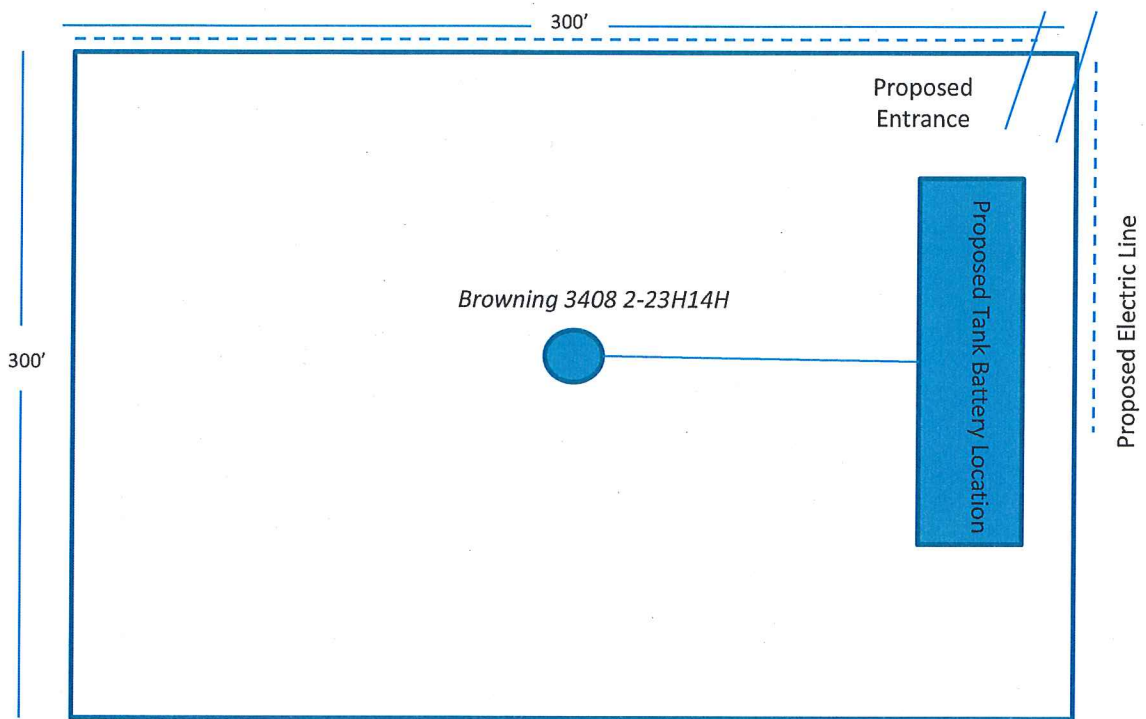 300’
Proposed
Entrance
Proposed Tank Battery Location
Proposed Electric Line
Browning 3408 2-23H14H
300’